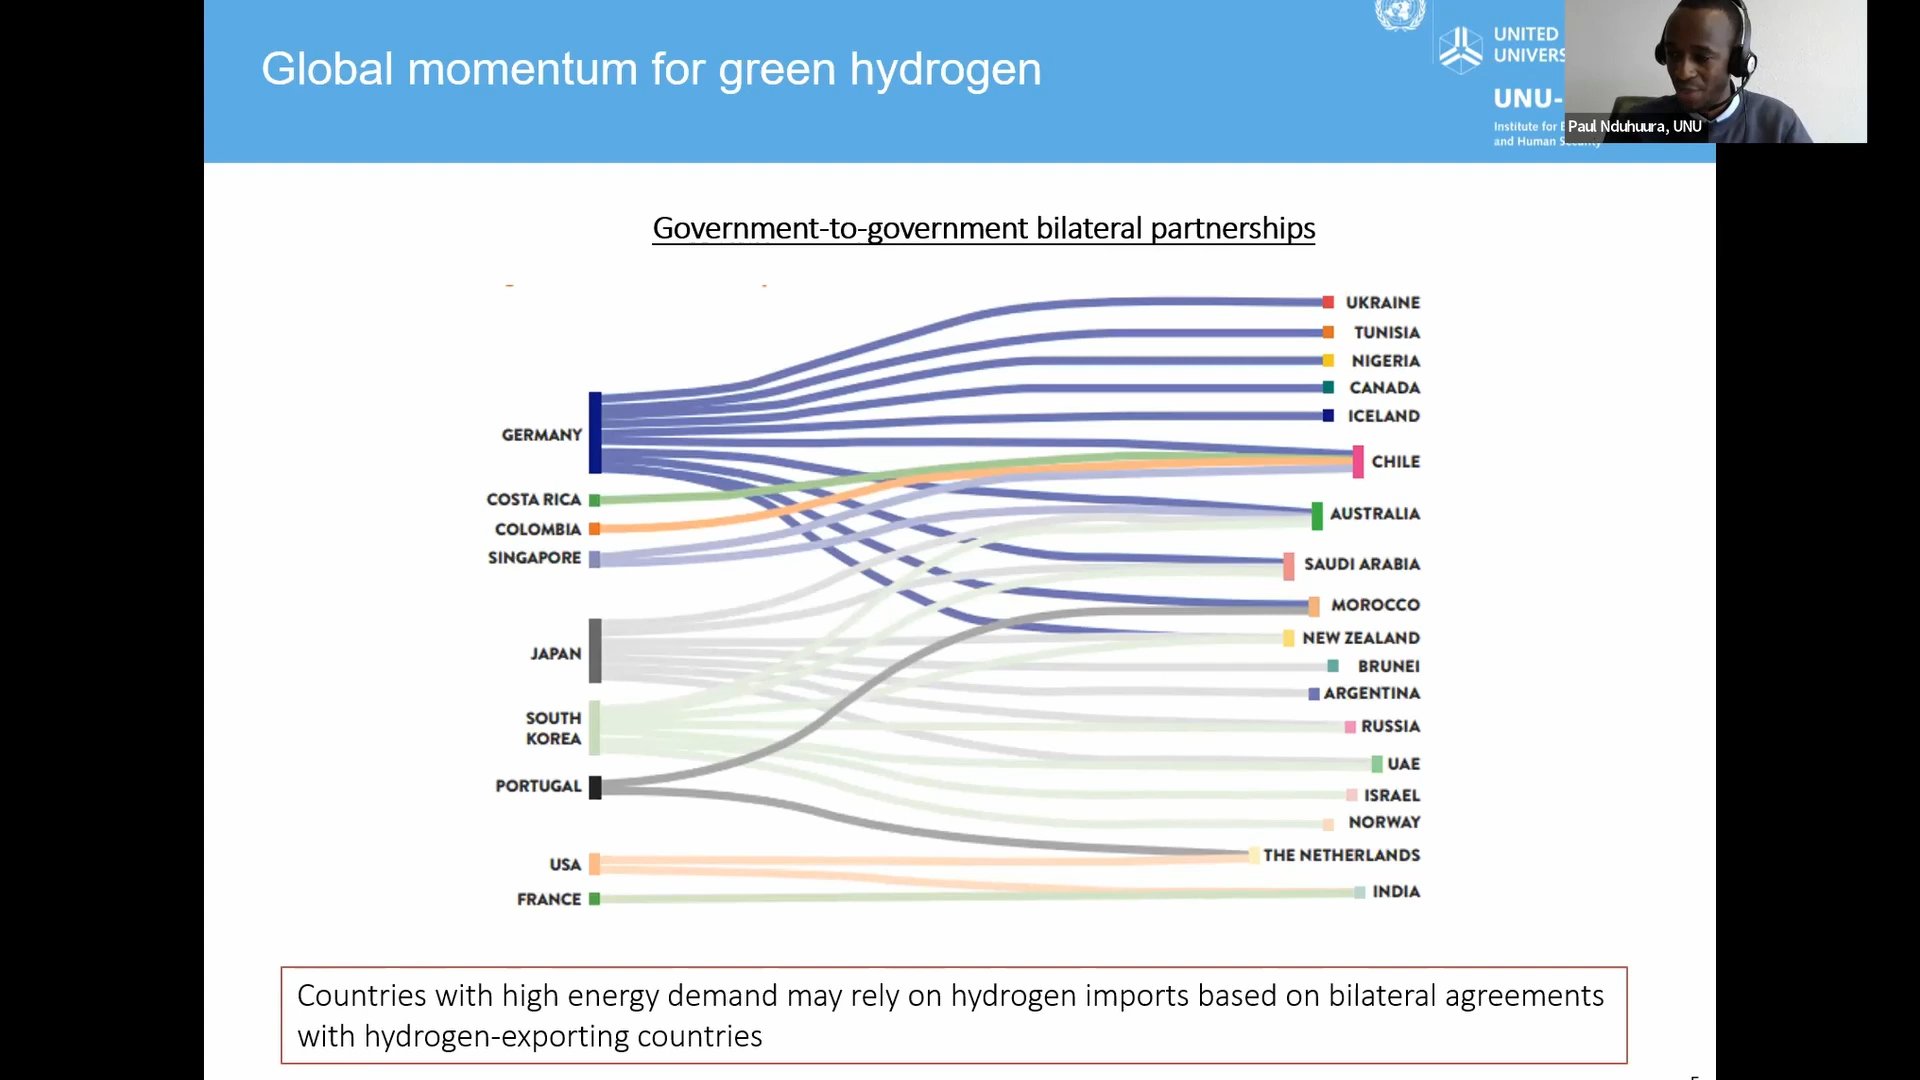 Global momentum for green hydrogen
UNITED
UNIVERS
UNU-
Institute for E
and Human Security
Paul Nduhuura, UNU
Government-to-government bilateral partnerships
UKRAINE
TUNISIA
NIGERIA
CANADA
ICELAND
GERMANY
CHILE
COSTA RICA
COLOMBIA
SINGAPORE
AUSTRALIA
SAUDI ARABIA
MOROCCO
NEW ZEALAND
JAPAN
BRUNEI
ARGENTINA
SOUTH
KOREA
RUSSIA
UAE
PORTUGAL
ISRAEL
NORWAY
THE NETHERLANDS
USA
INDIA
FRANCE
Countries with high energy demand may rely on hydrogen imports based on bilateral agreements
with hydrogen-exporting countries